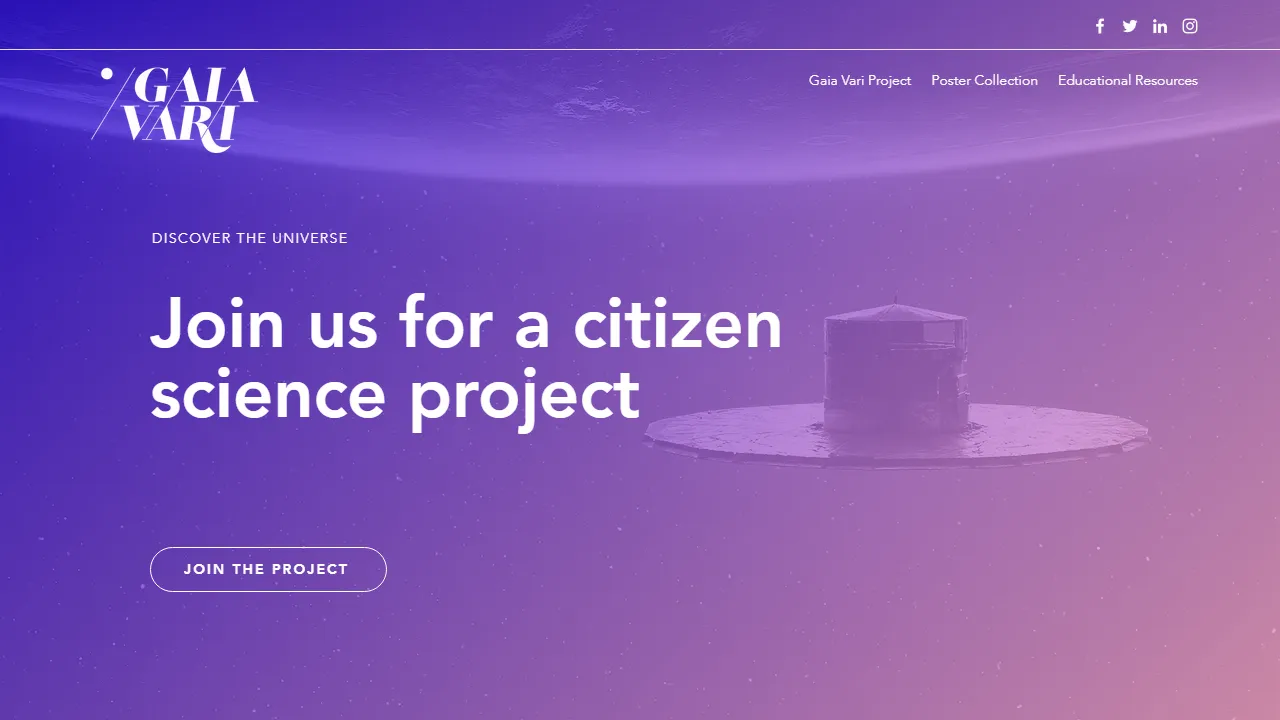 GAIA
VARI
Gaia Vari Project
Poster Collection
Educational Resources
DISCOVER THE UNIVERSE
Join us for a citizen
science project
JOIN THE PROJECT